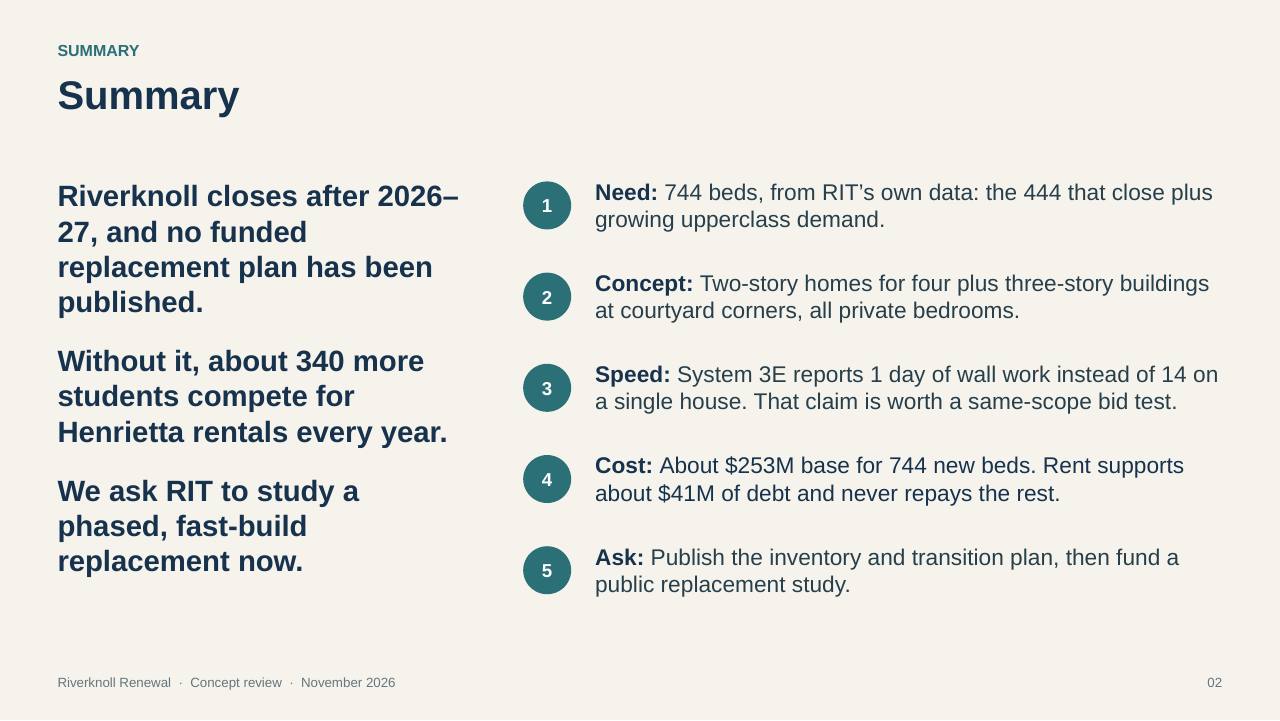 SUMMARY
Summary
Riverknoll closes after 2026–
27, and no funded
replacement plan has been
published.
Without it, about 340 more
students compete for
Henrietta rentals every year.
We ask RIT to study a
phased, fast-build
replacement now.
1
Need: 744 beds, from RIT’s own data: the 444 that close plus
growing upperclass demand.
2
Concept: Two-story homes for four plus three-story buildings
at courtyard corners, all private bedrooms.
3
Speed: System 3E reports 1 day of wall work instead of 14 on
a single house. That claim is worth a same-scope bid test.
4
Cost: About $253M base for 744 new beds. Rent supports
about $41M of debt and never repays the rest.
5
Ask: Publish the inventory and transition plan, then fund a
public replacement study.
Riverknoll Renewal · Concept review · November 2026
02